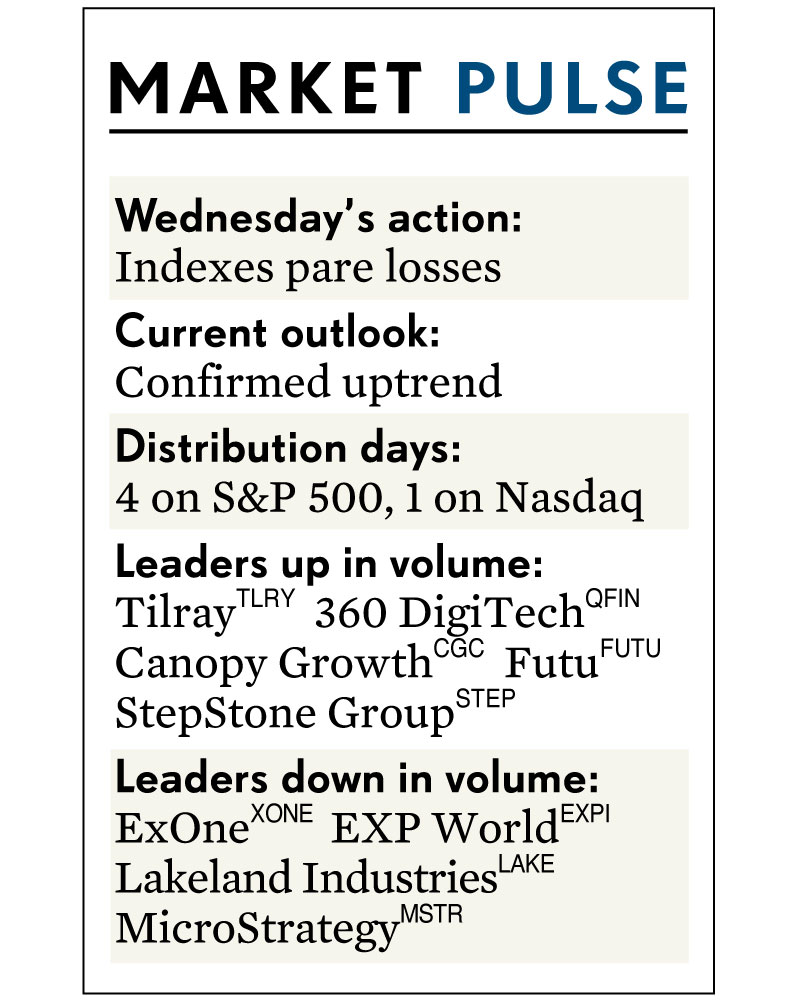 MARKET PULSE
Wednesday’s action:
Indexes pare losses
Current outlook:
Confirmed uptrend
Distribution days:
4 on S&P 500, 1 on Nasdaq
Leaders up in volume:
Tilray TLRY 360 DigiTech QFIN
Canopy Growth CGC Futu FUTU
StepStone Group STEP
Leaders down in volume:
ExOne XONE EXP World EXPI
Lakeland Industries LAKE
MicroStrategy MSTR